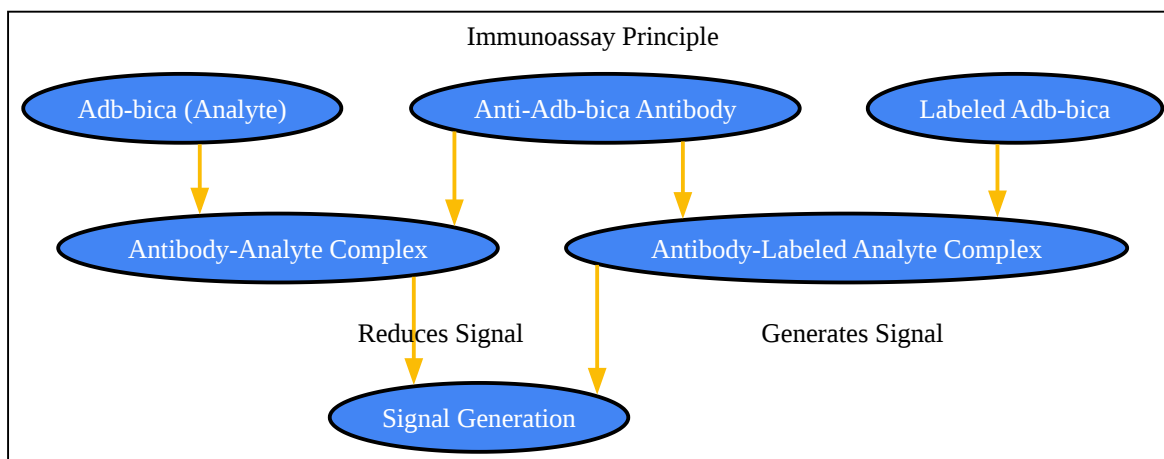 Immunoassay Principle
Adb-bica (Analyte)
Anti-Adb-bica Antibody
Labeled Adb-bica
Antibody-Analyte Complex
Antibody-Labeled Analyte Complex
Reduces Signal
Generates Signal
Signal Generation